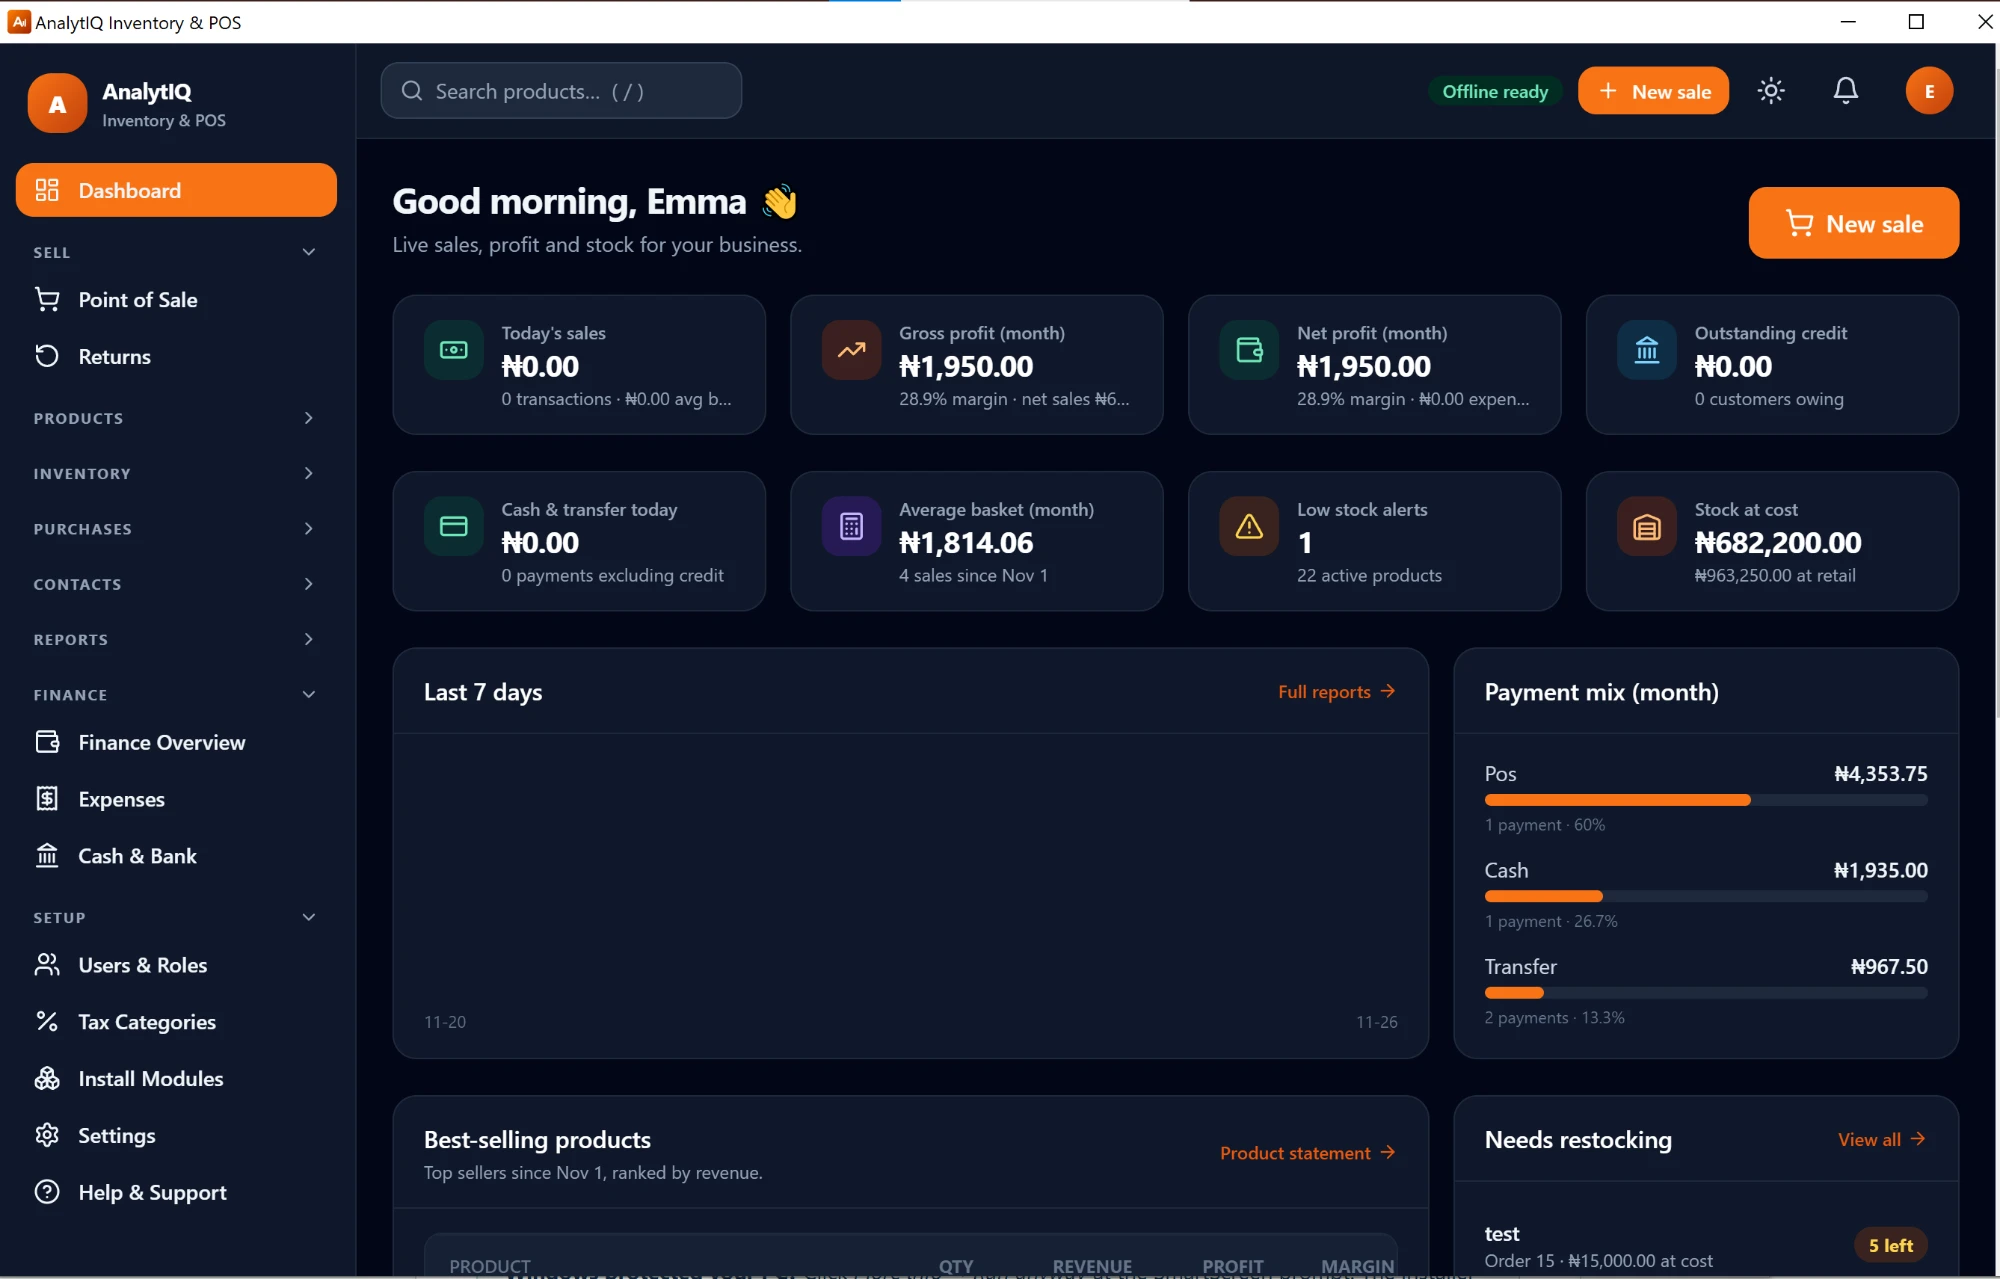 AnalytIQ Inventory & POS
A
AnalytIQ
Inventory & POS
Search products... ( / )
Offline ready
+ New sale
E
Dashboard
SELL
Point of Sale
Returns
PRODUCTS
INVENTORY
PURCHASES
CONTACTS
REPORTS
FINANCE
Finance Overview
Expenses
Cash & Bank
SETUP
Users & Roles
Tax Categories
Install Modules
Settings
Help & Support
Good morning, Emma 👋
Live sales, profit and stock for your business.
New sale
Today's sales
₦0.00
0 transactions · ₦0.00 avg b...
Gross profit (month)
₦1,950.00
28.9% margin · net sales ₦6...
Net profit (month)
₦1,950.00
28.9% margin · ₦0.00 expen...
Outstanding credit
₦0.00
0 customers owing
Cash & transfer today
₦0.00
0 payments excluding credit
Average basket (month)
₦1,814.06
4 sales since Nov 1
Low stock alerts
1
22 active products
Stock at cost
₦682,200.00
₦963,250.00 at retail
Last 7 days
Full reports →
11-20 11-26
Payment mix (month)
Pos ₦4,353.75
1 payment · 60%
Cash ₦1,935.00
1 payment · 26.7%
Transfer ₦967.50
2 payments · 13.3%
Best-selling products
Top sellers since Nov 1, ranked by revenue.
Product statement →
PRODUCT QTY REVENUE PROFIT MARGIN
Needs restocking
View all →
test
Order 15 · ₦15,000.00 at cost
5 left